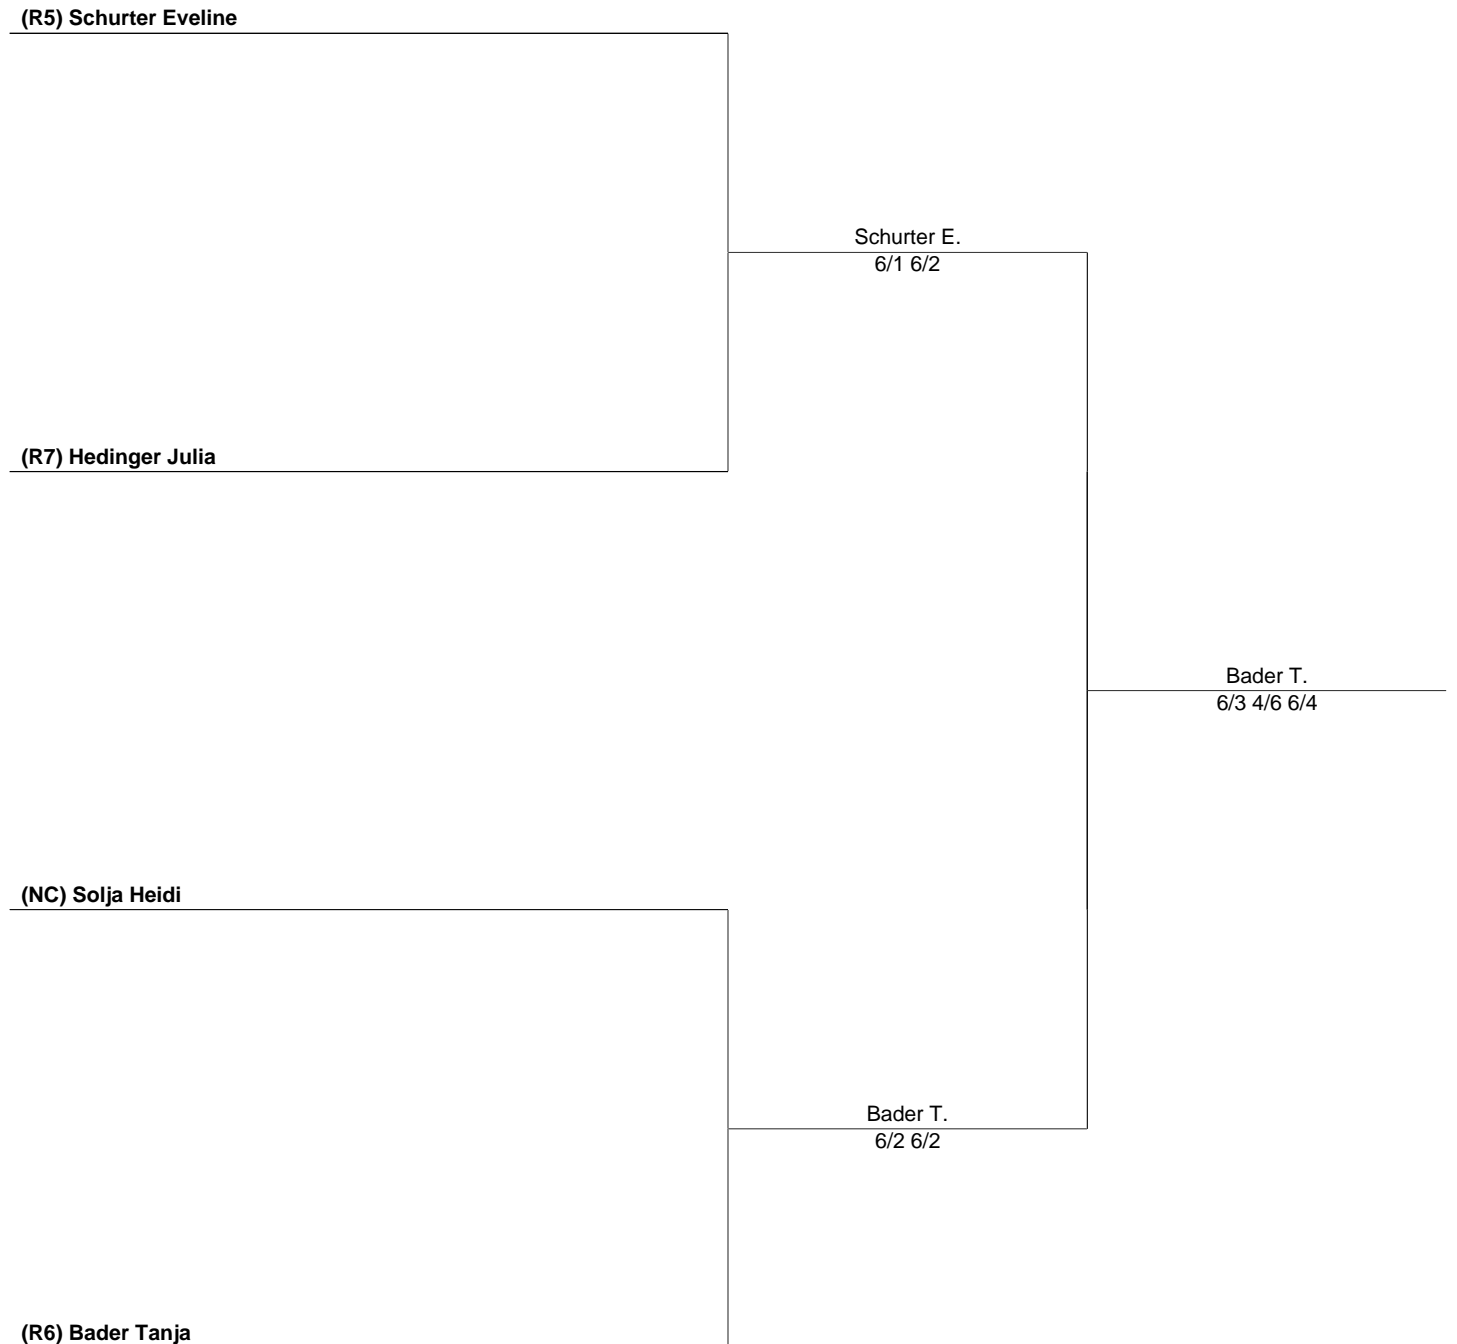 (R5) Schurter Eveline
Schurter E.
6/1 6/2
(R7) Hedinger Julia
Bader T.
6/3 4/6 6/4
(NC) Solja Heidi
Bader T.
6/2 6/2
(R6) Bader Tanja